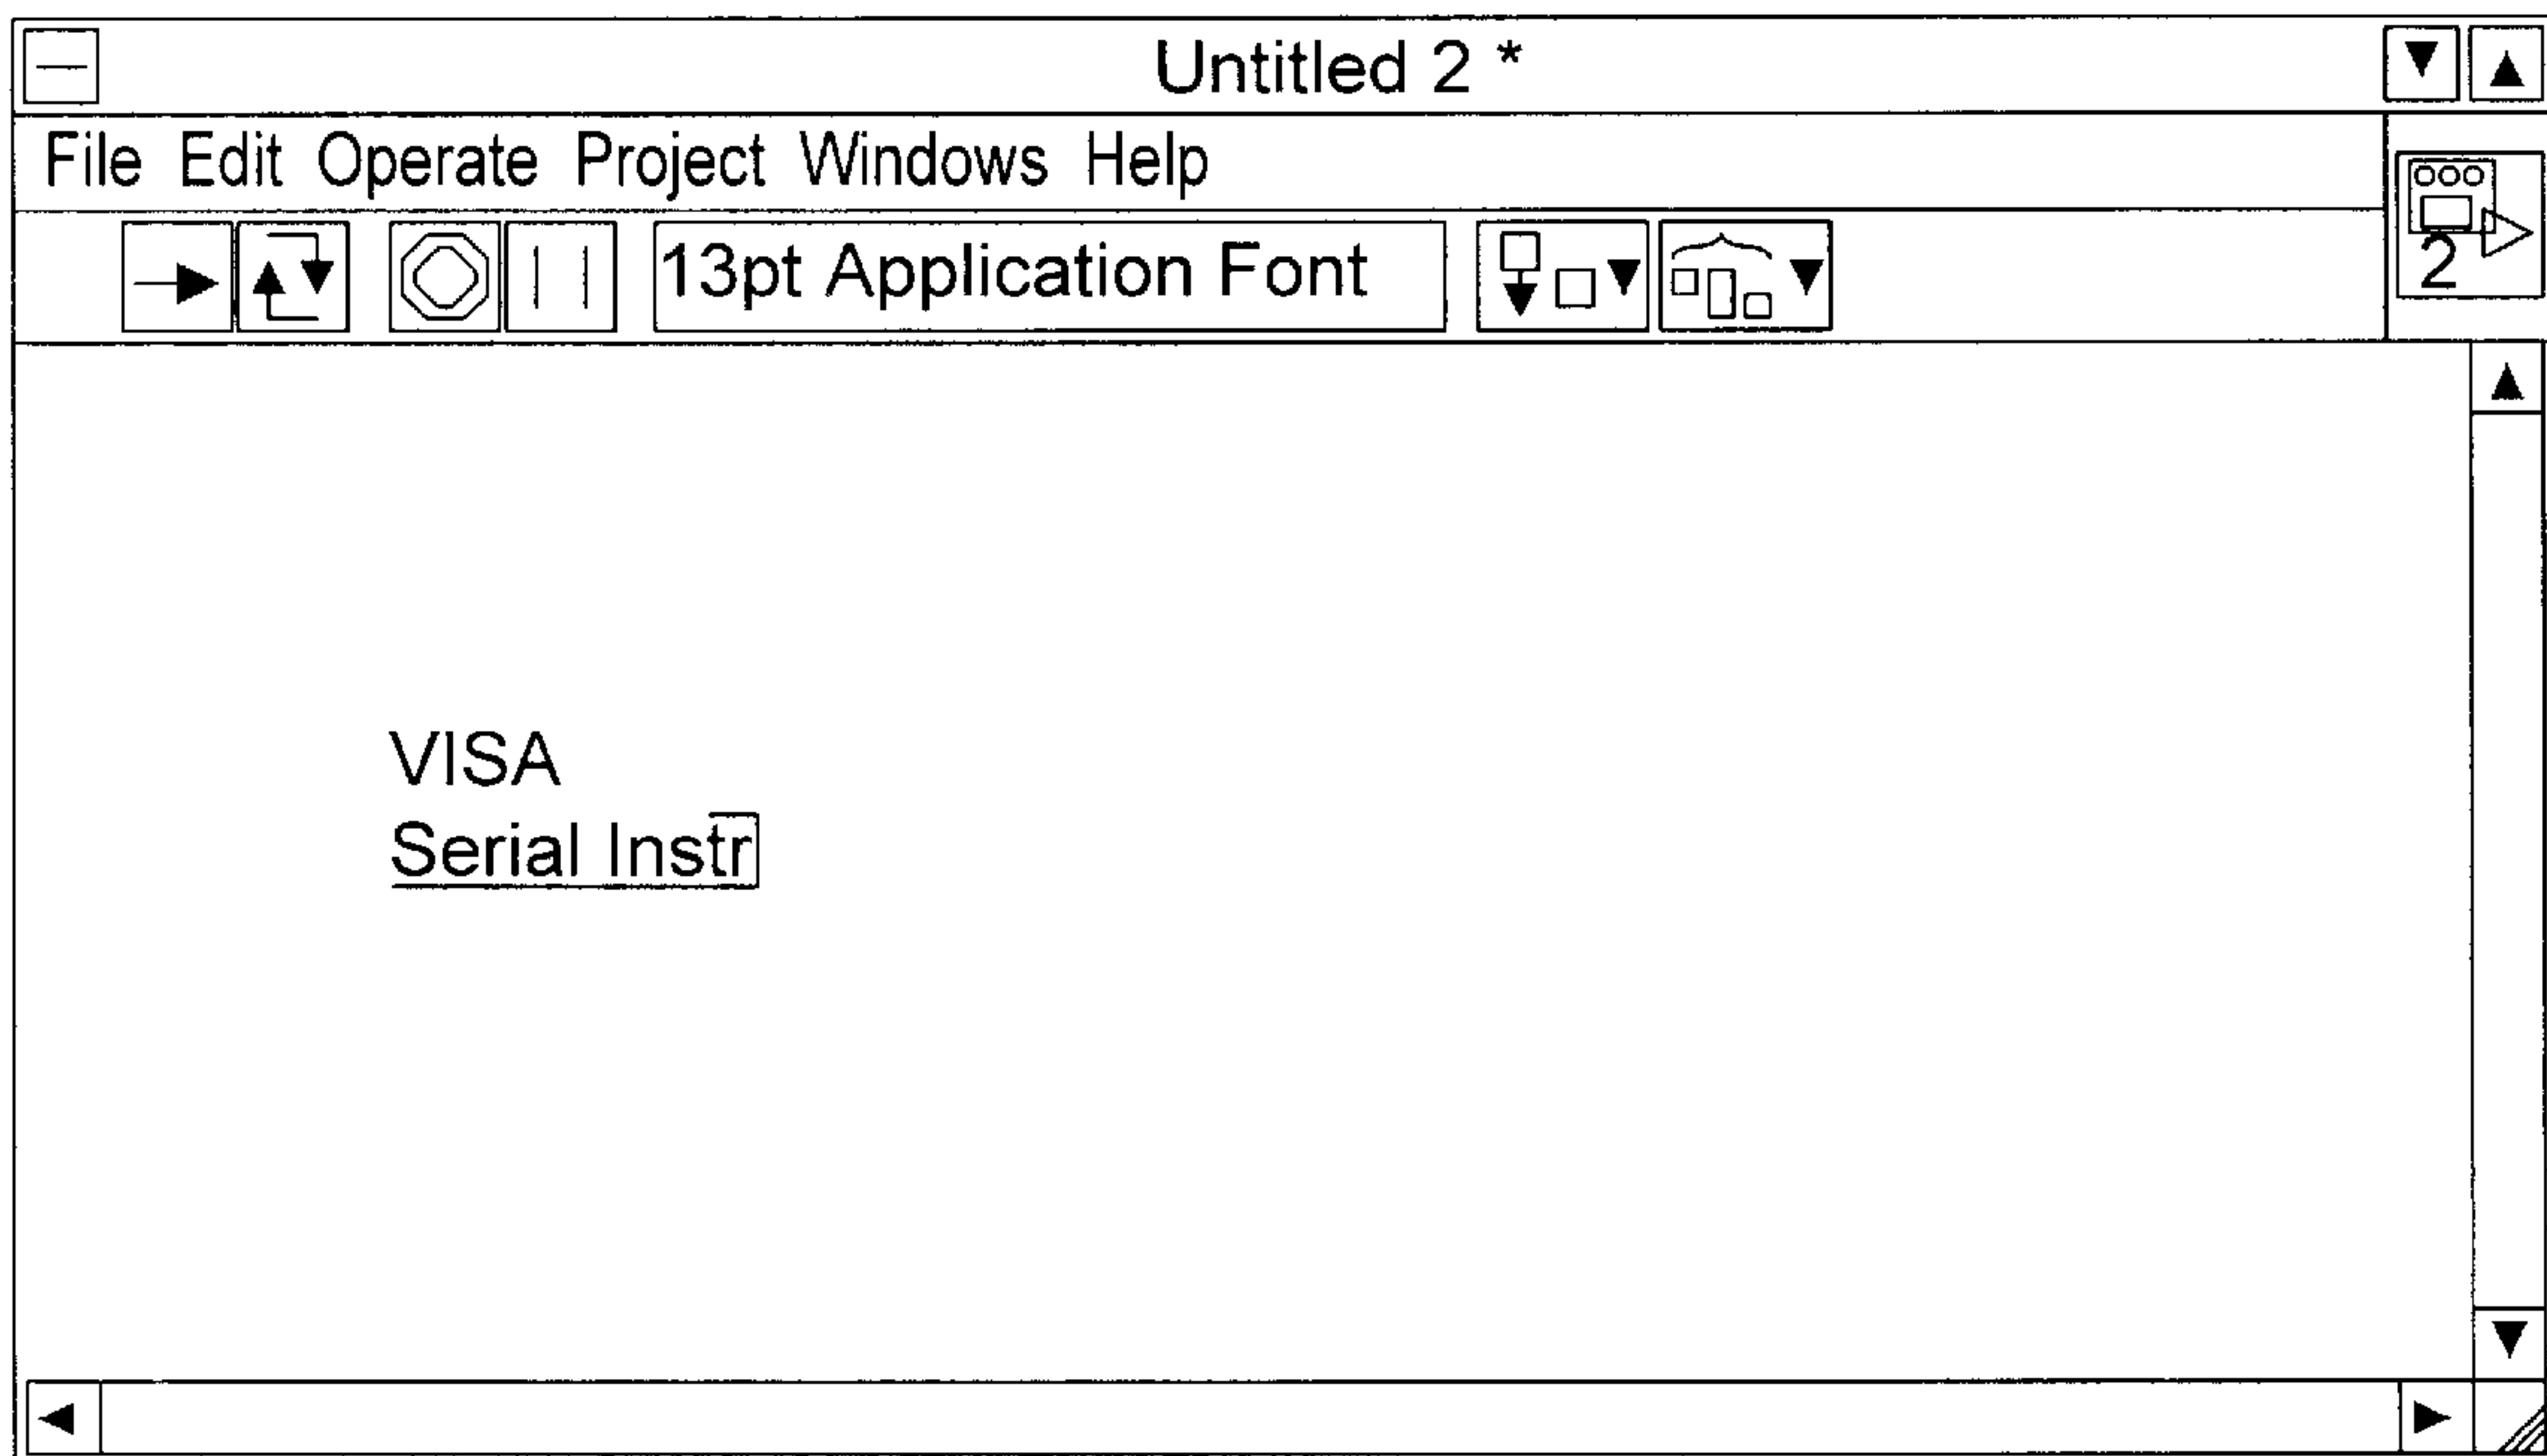 Untitled 2 *
File Edit Operate Project Windows Help
13pt Application Font
2
VISA
Serial Instr